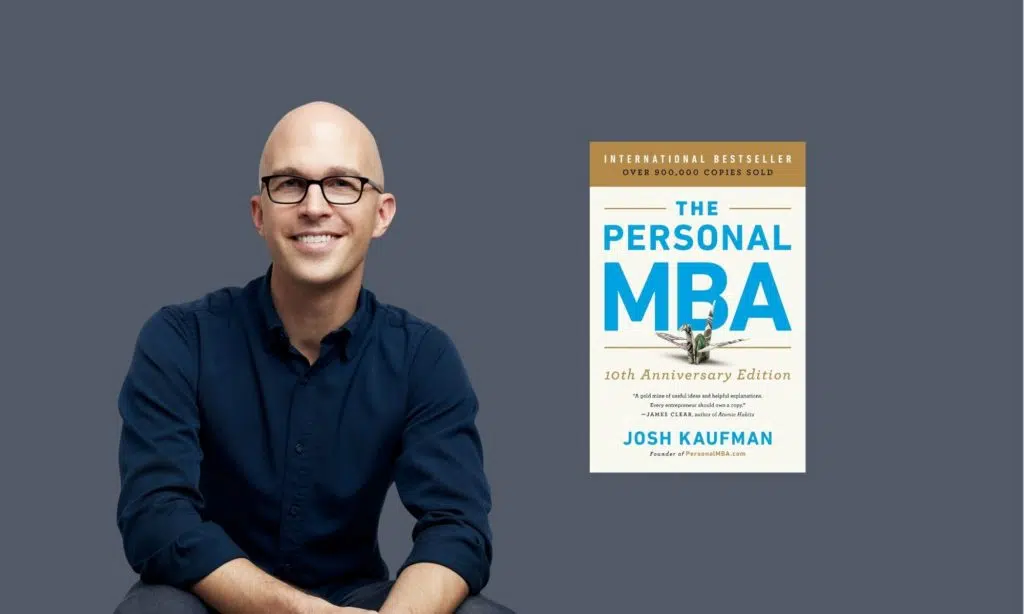 INTERNATIONAL BESTSELLER
OVER 900,000 COPIES SOLD
THE
PERSONAL
MBA
10th Anniversary Edition
"A gold mine of useful ideas and helpful explanations.
Every entrepreneur should own a copy."
—JAMES CLEAR, author of Atomic Habits
JOSH KAUFMAN
Founder of PersonalMBA.com